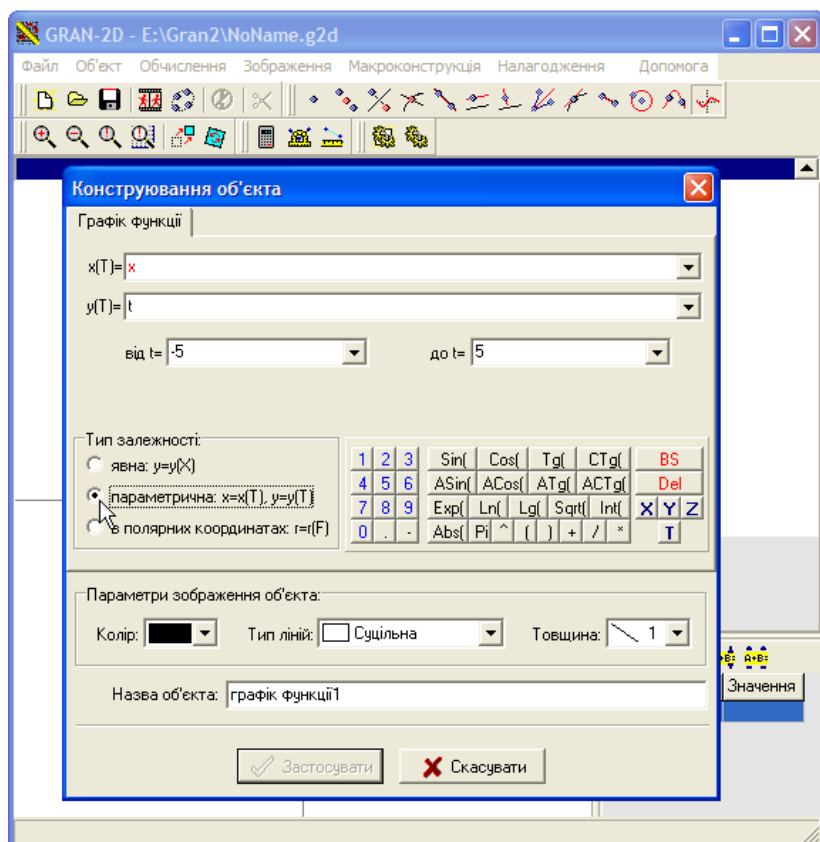 GRAN-2D - E:\Gran2\NoName.g2d
Файл Об'єкт Обчислення Зображення Макроконструкція Налагодження Допомога
Конструювання об'єкта
Графік функції
x(T)= x
y(T)= t
від t= -5 до t= 5
Тип залежності:
явна: y=y(X)
параметрична: x=x(T), y=y(T)
в полярних координатах: r=r(F)
1 2 3 Sin( Cos( Tg( CTg( BS
4 5 6 ASin( ACos( ATg( ACTg( Del
7 8 9 Exp( Ln( Lg( Sqrt( Int( X Y Z
0 . - Abs( Pi ^ ( ) + / * T
Параметри зображення об'єкта:
Колір: Тип ліній: Суцільна Товщина: 1
Назва об'єкта: графік функції1
Значення
Застосувати Скасувати